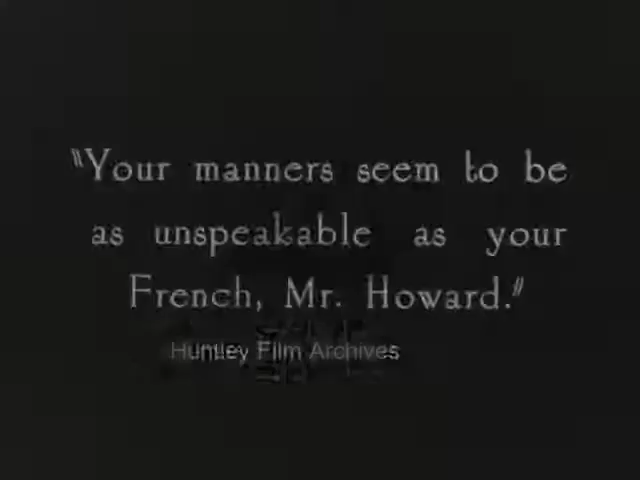 "Your manners seem to be
as unspeakable as your
French, Mr. Howard."
Huntley Film Archives